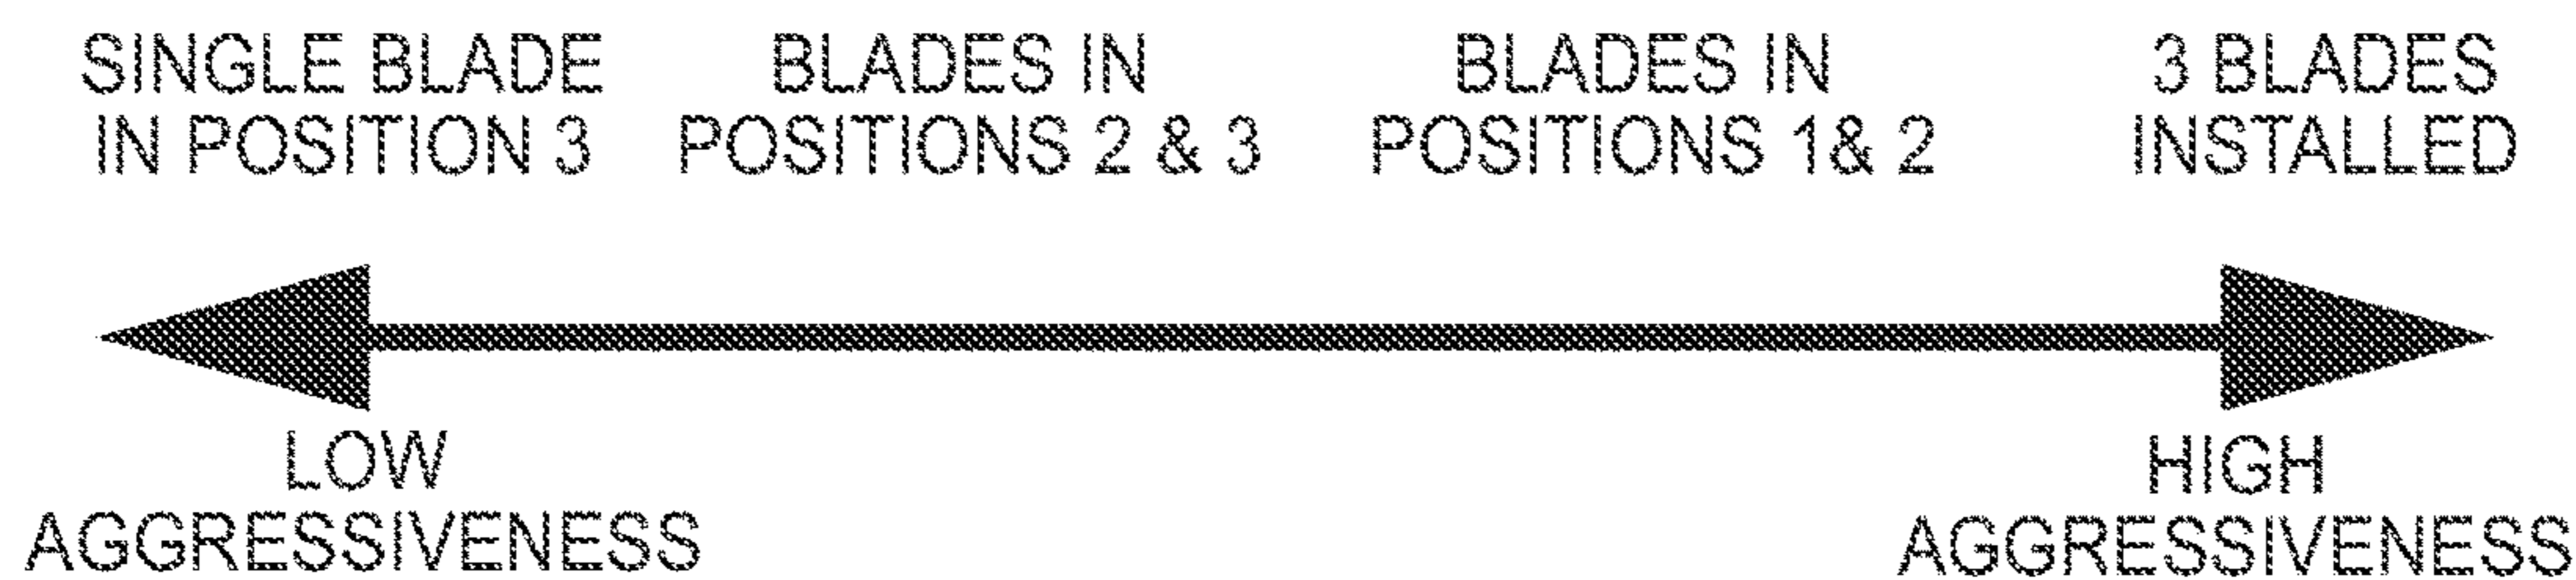 SINGLE BLADE
IN POSITION 3
BLADES IN
POSITIONS 2 & 3
BLADES IN
POSITIONS 1& 2
3 BLADES
INSTALLED
LOW
AGGRESSIVENESS
HIGH
AGGRESSIVENESS